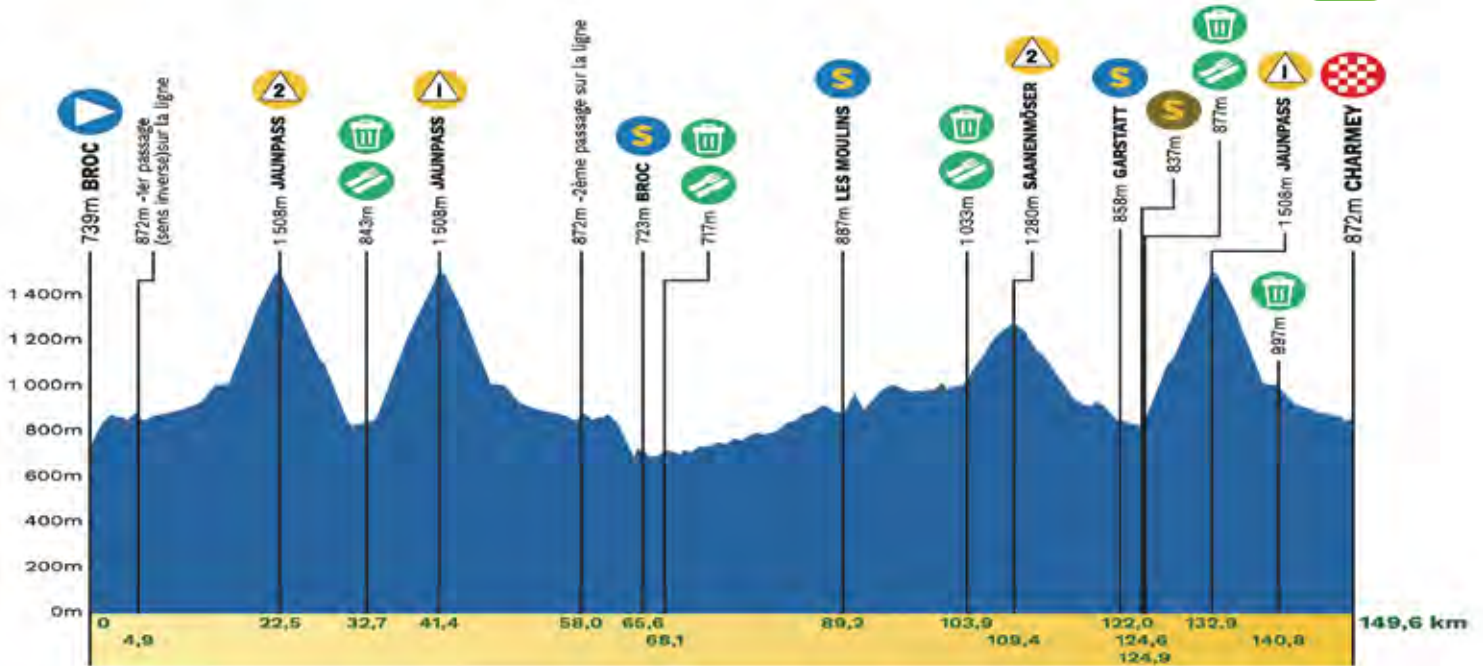 739m BROC
872m -1er passage
(sens inverse)sur la ligne
2
1 508m JAUNPASS
843m
1
1 508m JAUNPASS
872m -2ème passage sur la ligne
S
723m BROC
717m
S
887m LES MOULINS
1 033m
2
1 280m SAANENMÖSER
S
858m GARSTATT
S
837m
877m
1
1 508m JAUNPASS
997m
872m CHARMEY
1 400m
1 200m
1 000m
800m
600m
400m
200m
0m
0
4,9
22,5
32,7
41,4
58,0
65,6
68,1
89,3
103,9
109,4
122,0
124,6
124,9
132,9
140,8
149,6 km